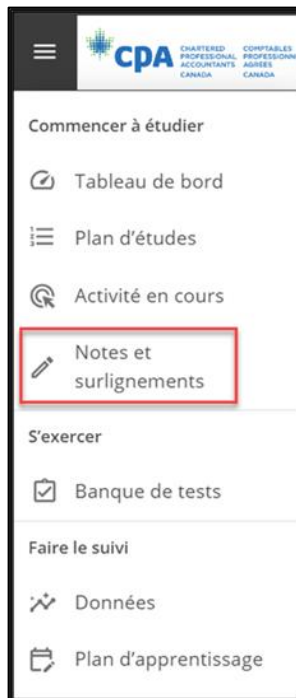 CPA
CHARTERED
PROFESSIONAL
ACCOUNTANTS
CANADA
COMPTABLES
AGRÉÉS
CANADA
Commencer à étudier
Tableau de bord
Plan d'études
Activité en cours
Notes et
surlignements
S'exercer
Banque de tests
Faire le suivi
Données
Plan d'apprentissage